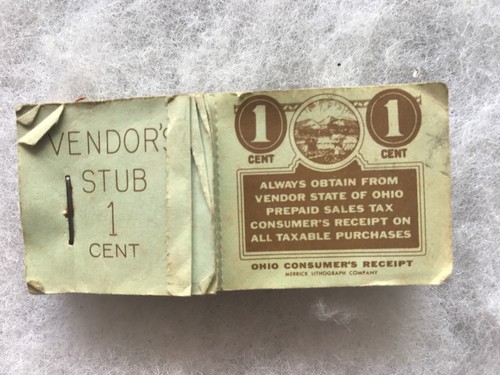 VENDOR'S
STUB
1
CENT
1
CENT
1
CENT
ALWAYS OBTAIN FROM
VENDOR STATE OF OHIO
PREPAID SALES TAX
CONSUMER'S RECEIPT ON
ALL TAXABLE PURCHASES
OHIO CONSUMER'S RECEIPT
MERRICK LITHOGRAPH COMPANY